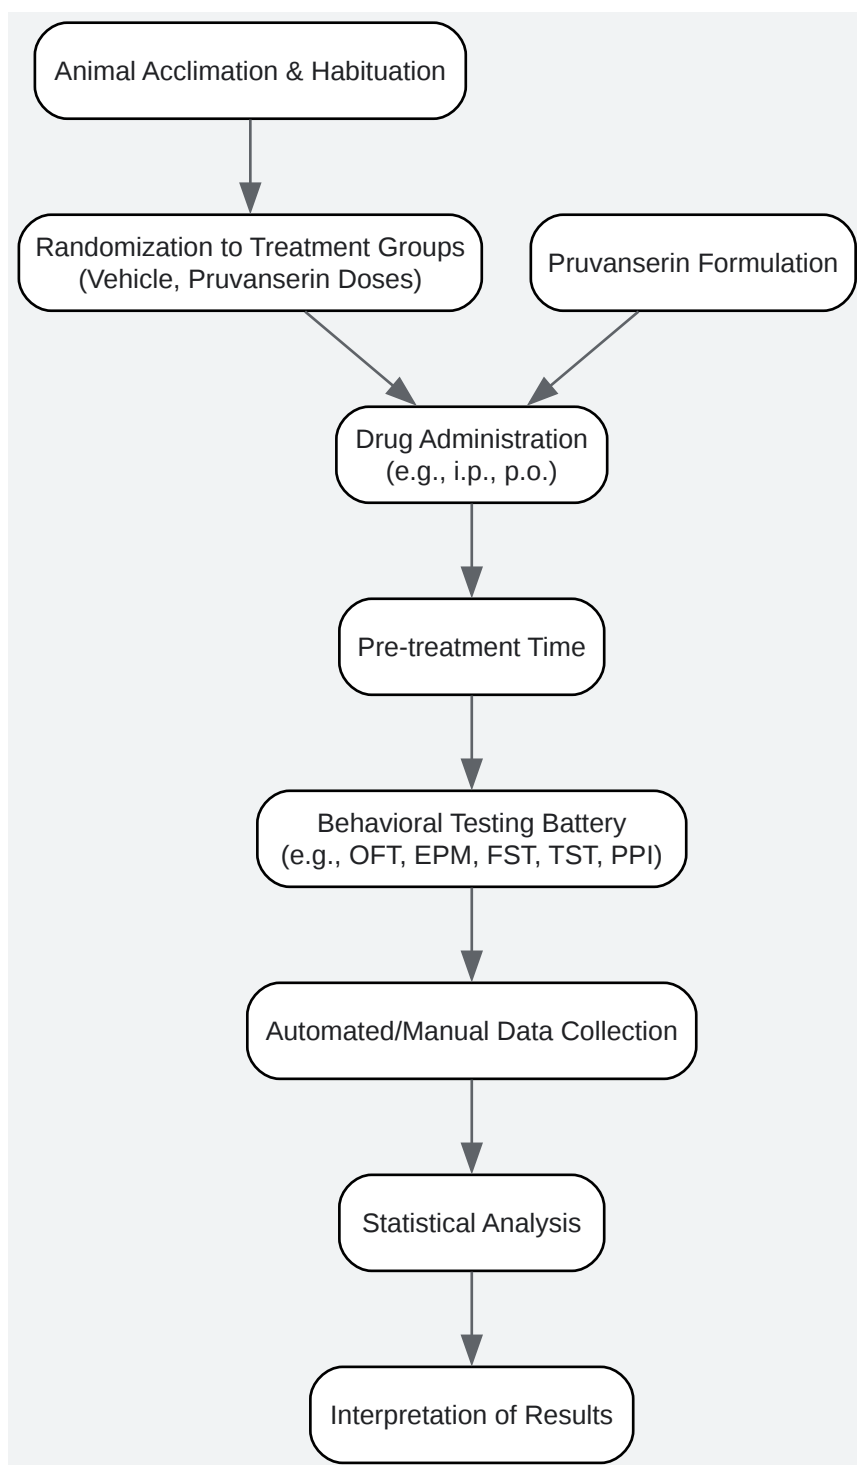 Animal Acclimation & Habituation
Randomization to Treatment Groups
(Vehicle, Pruvanserin Doses)
Pruvanserin Formulation
Drug Administration
(e.g., i.p., p.o.)
Pre-treatment Time
Behavioral Testing Battery
(e.g., OFT, EPM, FST, TST, PPI)
Automated/Manual Data Collection
Statistical Analysis
Interpretation of Results